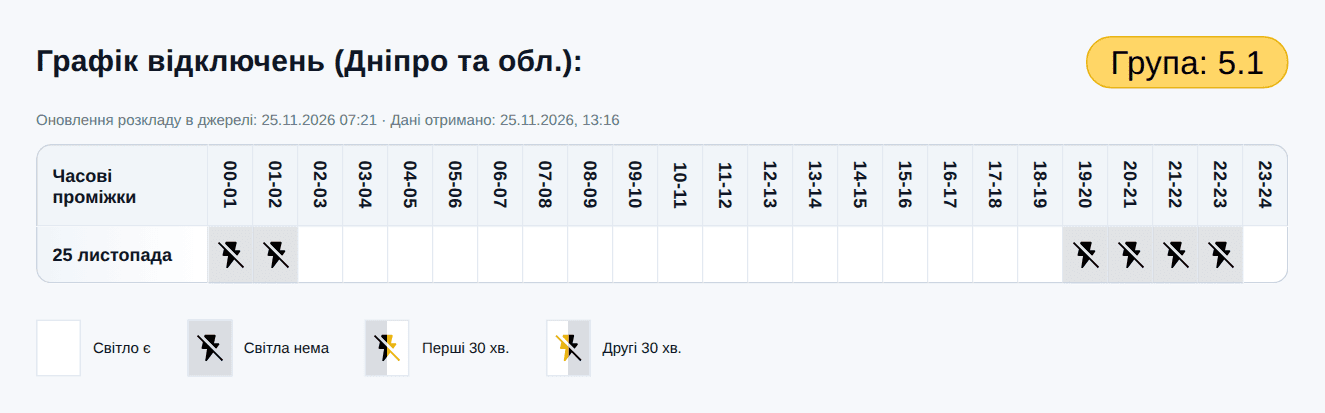 Графік відключень (Дніпро та обл.):
Група: 5.1
Оновлення розкладу в джерелі: 25.11.2026 07:21 · Дані отримано: 25.11.2026, 13:16
Часові
проміжки
00-01
01-02
02-03
03-04
04-05
05-06
06-07
07-08
08-09
09-10
10-11
11-12
12-13
13-14
14-15
15-16
16-17
17-18
18-19
19-20
20-21
21-22
22-23
23-24
25 листопада
Світло є
Світла нема
Перші 30 хв.
Другі 30 хв.